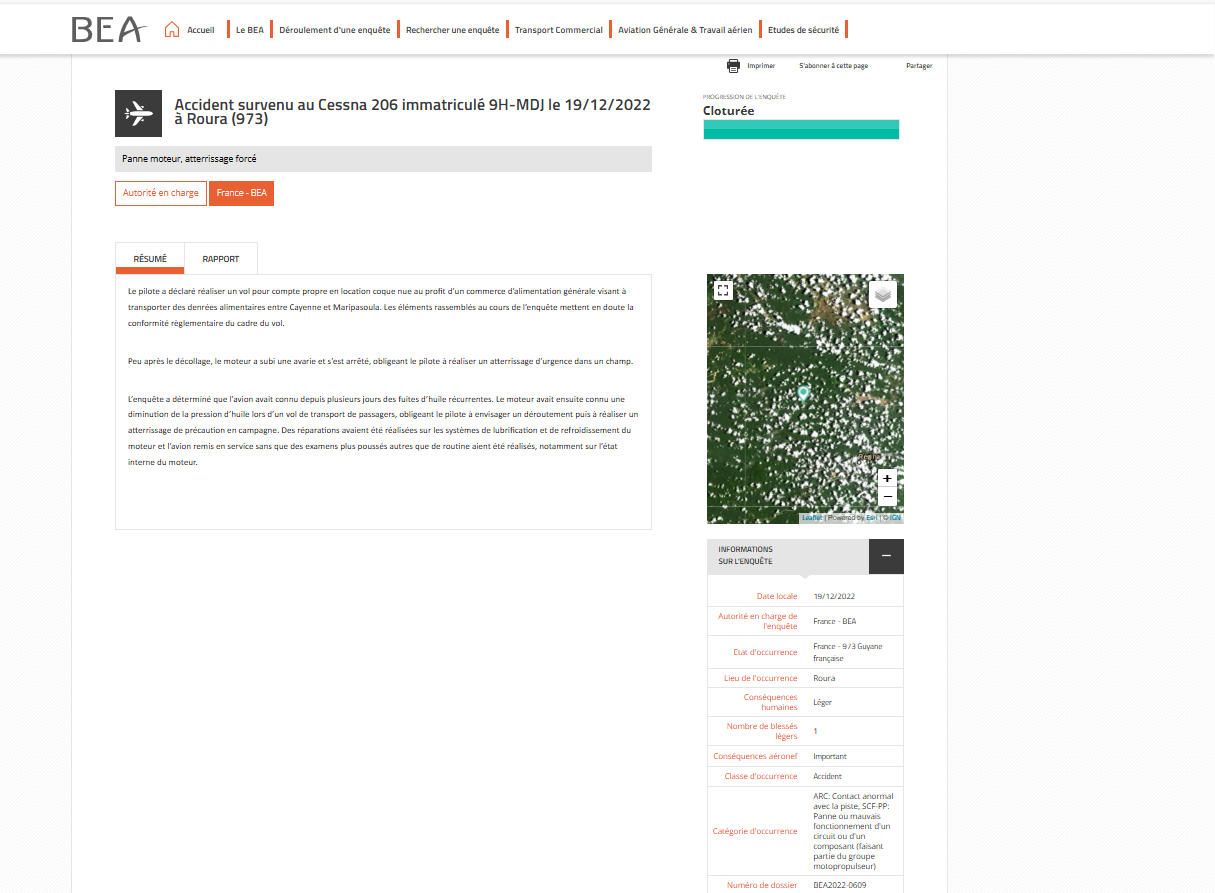 BEA
Accueil
Le BEA
Déroulement d'une enquête
Rechercher une enquête
Transport Commercial
Aviation Générale & Travail aérien
Etudes de sécurité
Imprimer
S'abonner à cette page
Partager
Accident survenu au Cessna 206 immatriculé 9H-MDJ le 19/12/2022
à Roura (973)
PROGRESSION DE L'ENQUÊTE
Cloturée
Panne moteur, atterrissage forcé
Autorité en charge
France - BEA
RÉSUMÉ
RAPPORT
Le pilote a déclaré réaliser un vol pour compte propre en location coque nue au profit d'un commerce d'alimentation générale visant à
transporter des denrées alimentaires entre Cayenne et Maripasoula. Les éléments rassemblés au cours de l'enquête mettent en doute la
conformité règlementaire du cadre du vol.
Peu après le décollage, le moteur a subi une avarie et s'est arrêté, obligeant le pilote à réaliser un atterrissage d'urgence dans un champ.
L'enquête a déterminé que l'avion avait connu depuis plusieurs jours des fuites d'huile récurrentes. Le moteur avait ensuite connu une
diminution de la pression d'huile lors d'un vol de transport de passagers, obligeant le pilote à envisager un déroutement puis à réaliser un
atterrissage de précaution en campagne. Des réparations avaient été réalisées sur les systèmes de lubrification et de refroidissement du
moteur et l'avion remis en service sans que des examens plus poussés autres que de routine aient été réalisés, notamment sur l'état
interne du moteur.
+
−
Leaflet | Powered by Esri | © IGN
INFORMATIONS
SUR L'ENQUÊTE
−
Date locale
19/12/2022
Autorité en charge de
l'enquête
France - BEA
Etat d'occurrence
France - 973 Guyane
française
Lieu de l'occurrence
Roura
Conséquences
humaines
Léger
Nombre de blessés
légers
1
Conséquences aéronef
Important
Classe d'occurrence
Accident
Catégorie d'occurrence
ARC: Contact anormal
avec la piste, SCF-PP:
Panne ou mauvais
fonctionnement d'un
circuit ou d'un
composant (faisant
partie du groupe
motopropulseur)
Numéro de dossier
BEA2022-0609